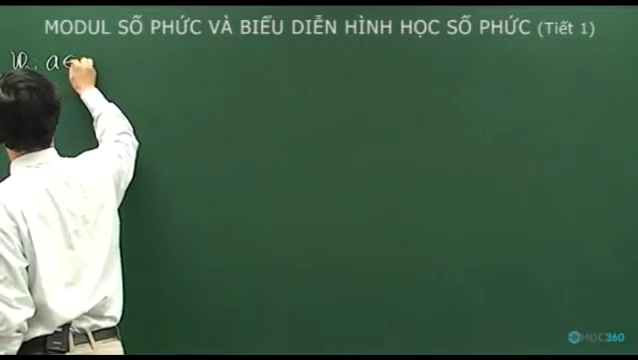 MODUL SỐ PHỨC VÀ BIỂU DIỄN HÌNH HỌC SỐ PHỨC (Tiết 1)
a ∈
HOC360